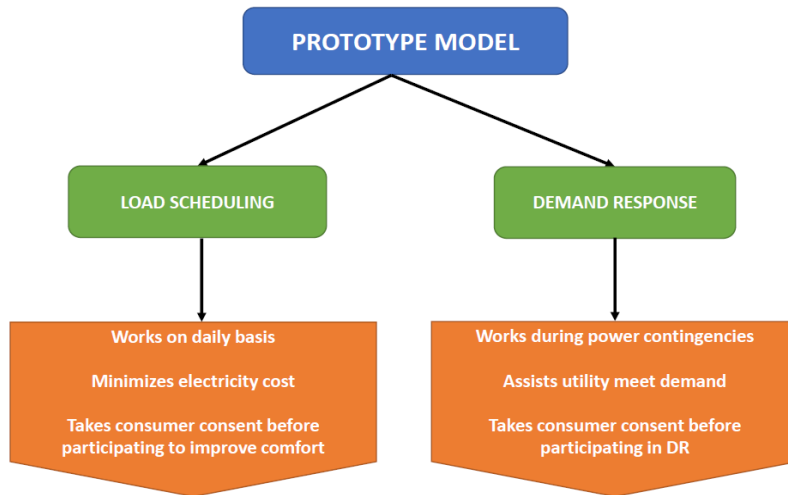 PROTOTYPE MODEL
LOAD SCHEDULING
DEMAND RESPONSE
Works on daily basis
Minimizes electricity cost
Takes consumer consent before
participating to improve comfort
Works during power contingencies
Assists utility meet demand
Takes consumer consent before
participating in DR